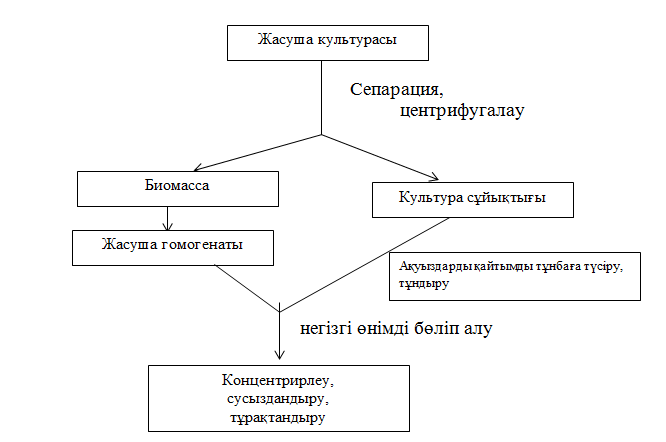 Жасуша культурасы
Сепарация,
центрифугалау
Биомасса
Культура сұйықтығы
Жасуша гомогенаты
Ақуыздарды қайтымды тұнбаға түсіру,
тұндыру
негізгі өнімді бөліп алу
Концентрирлеу,
сусыздандыру,
тұрақтандыру